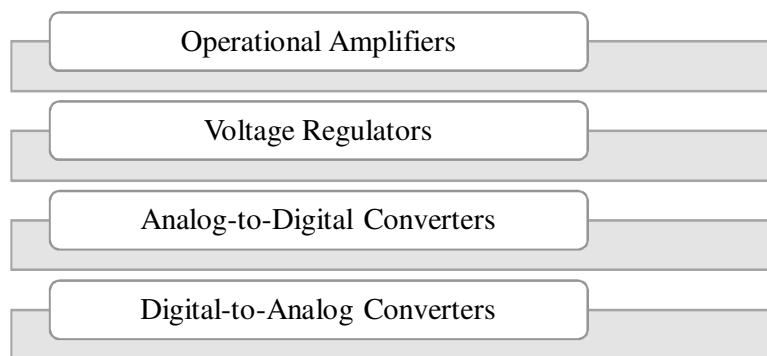 Operational Amplifiers
Voltage Regulators
Analog-to-Digital Converters
Digital-to-Analog Converters